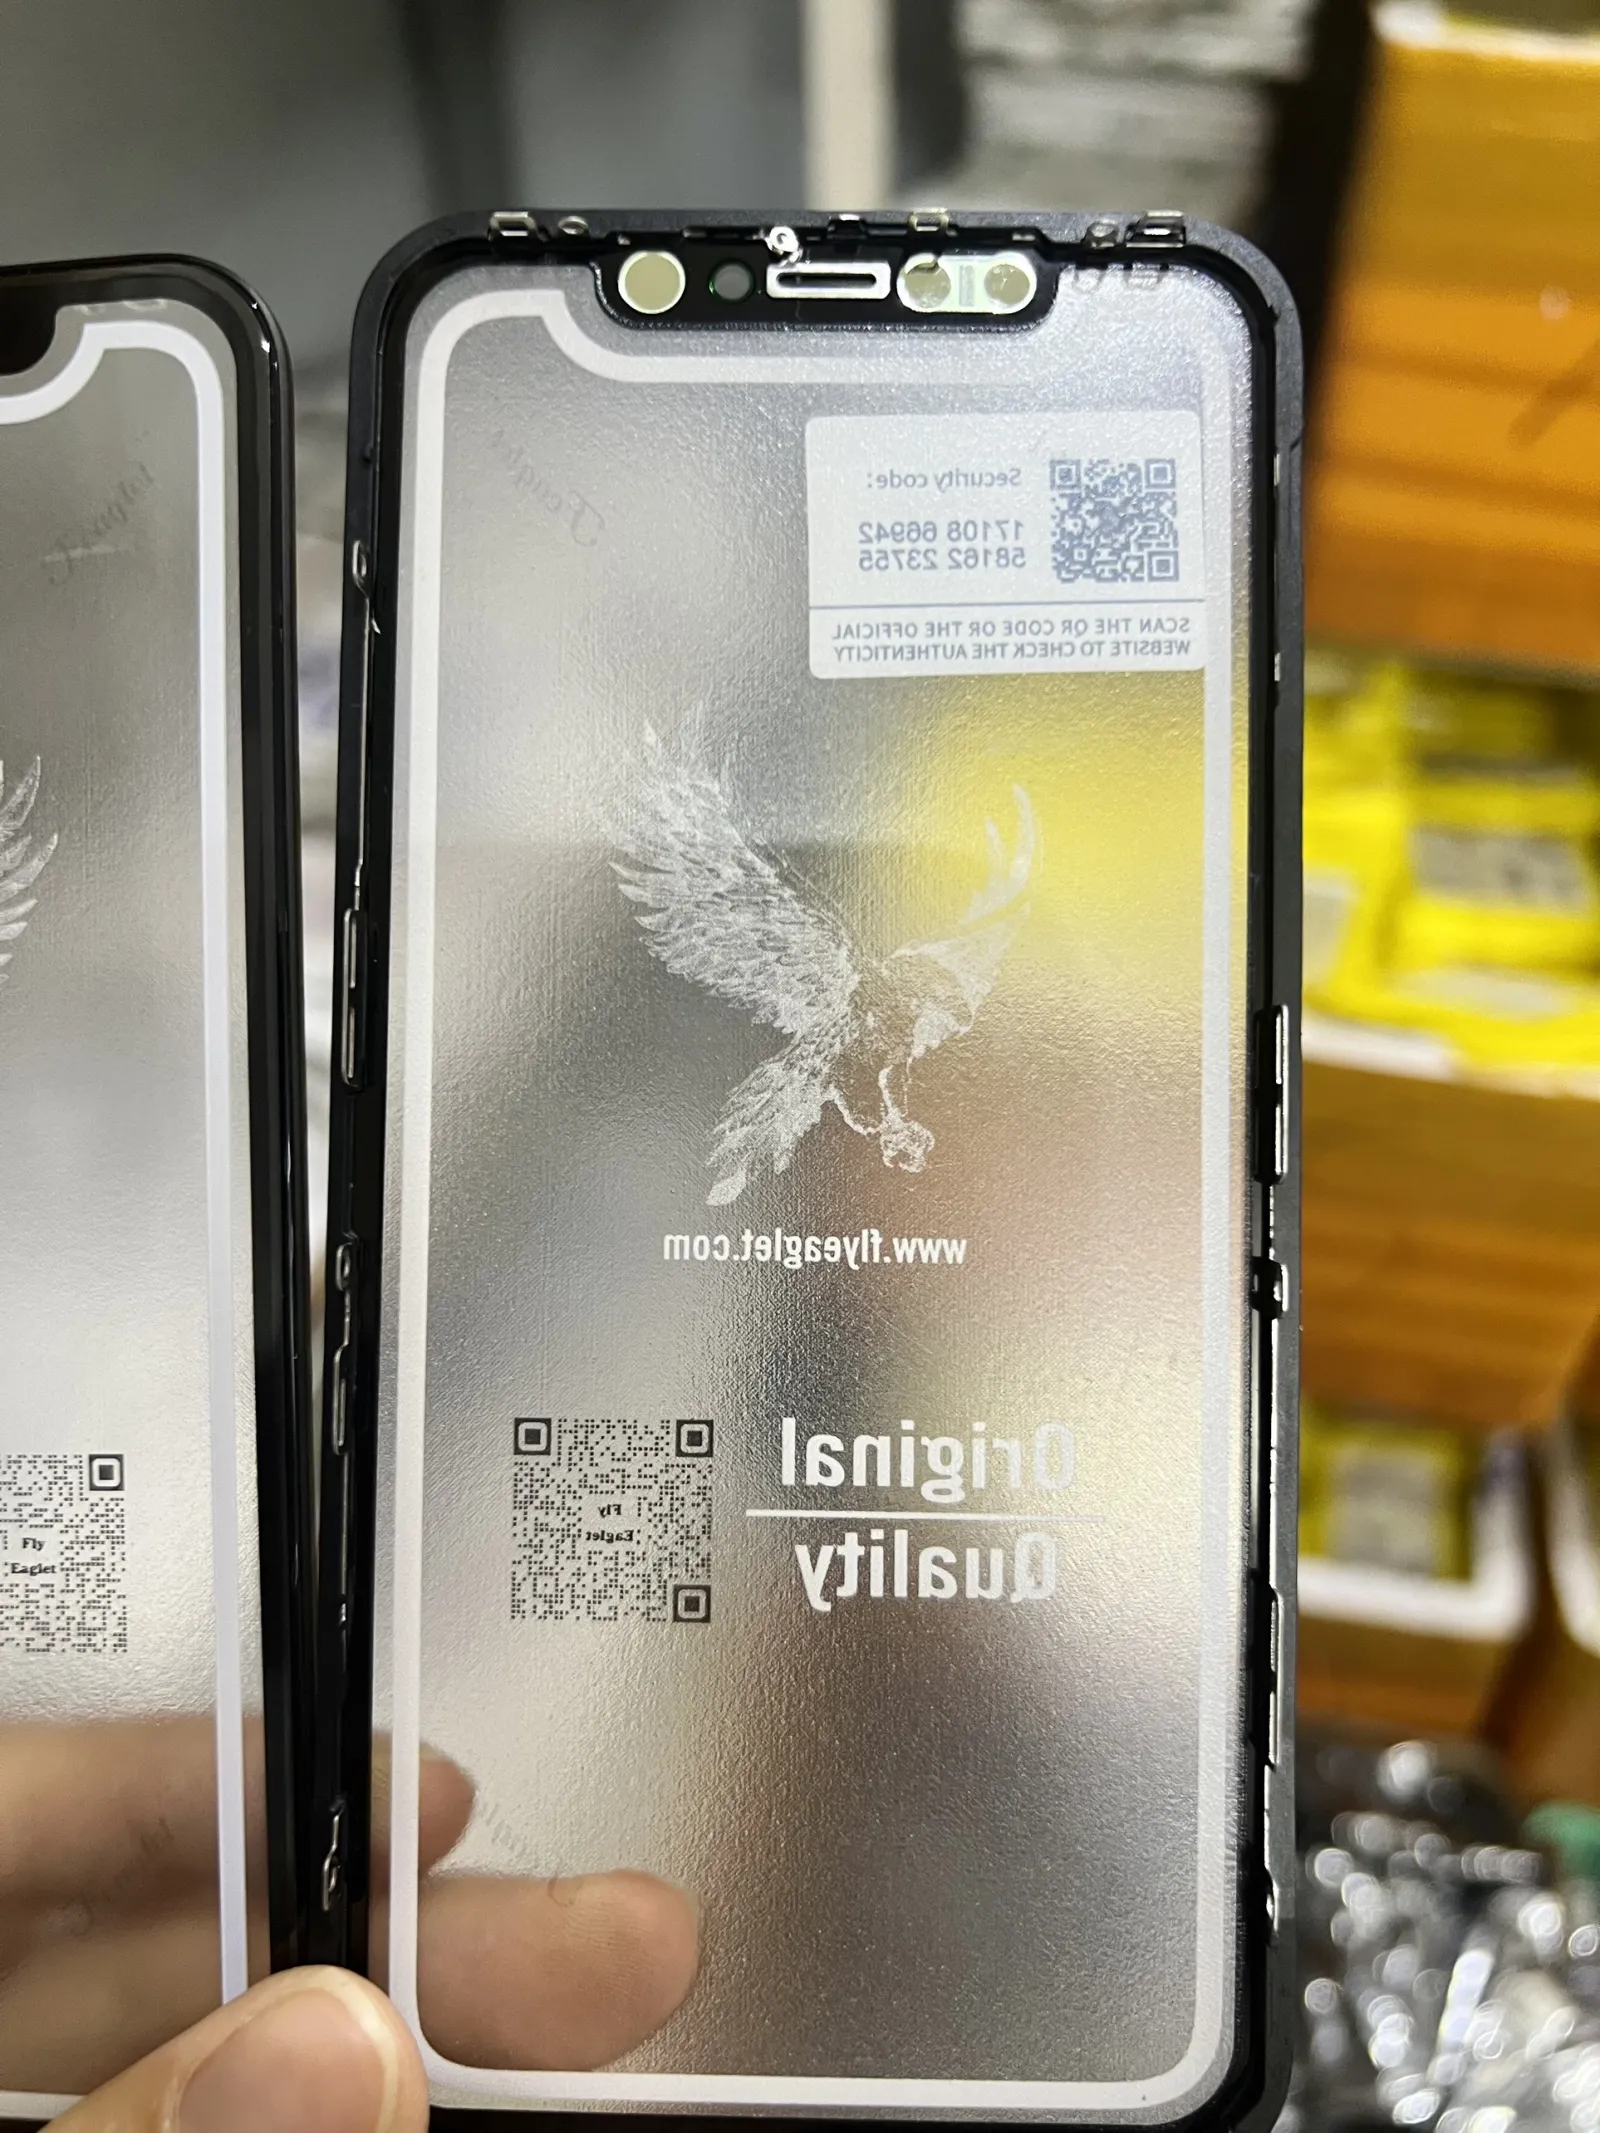 Security code:
17108 66942
58162 23755
SCAN THE QR CODE OR THE OFFICIAL
WEBSITE TO CHECK THE AUTHENTICITY
www.flyeaglet.com
Original
Quality
Fly
Eaglet
Fly
Eaglet
Feaglet